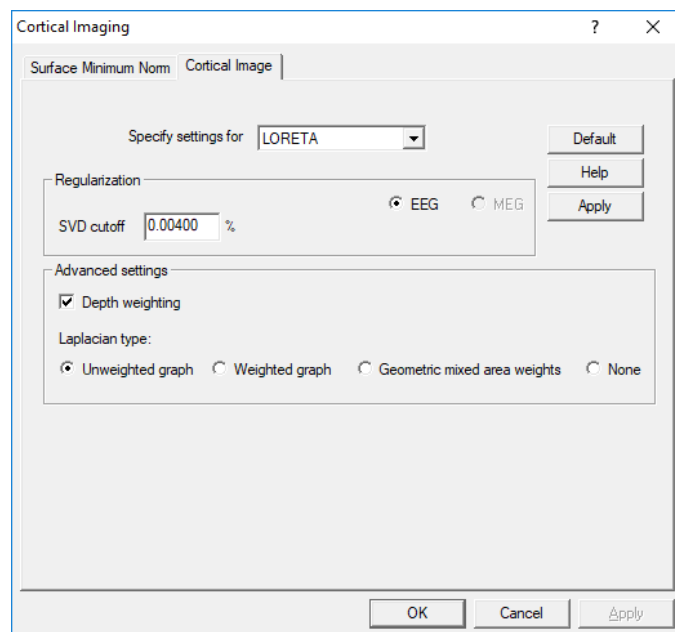 Cortical Imaging ? X
Surface Minimum Norm Cortical Image
Specify settings for LORETA Default
Help
Regularization
EEG MEG Apply
SVD cutoff 0.00400 %
Advanced settings
Depth weighting
Laplacian type:
Unweighted graph Weighted graph Geometric mixed area weights None
OK Cancel Apply